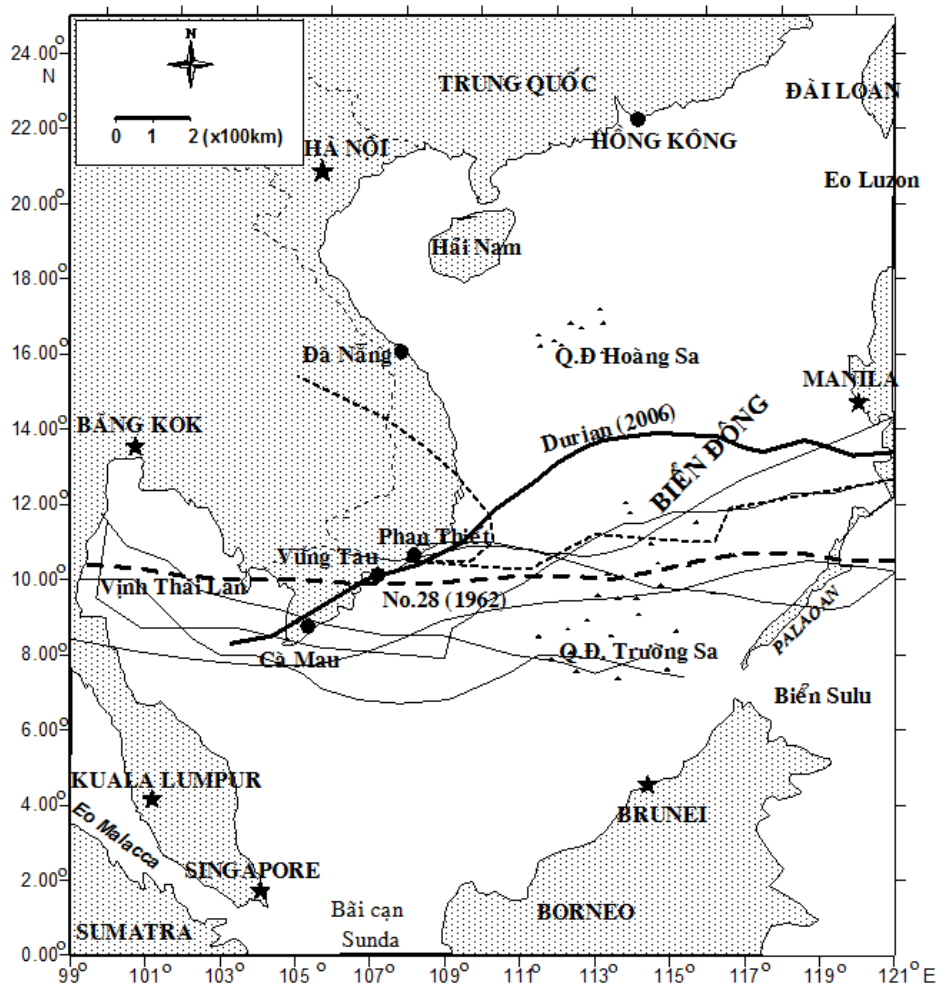 24.00°
N
22.00°
20.00°
18.00°
16.00°
14.00°
12.00°
10.00°
8.00°
6.00°
4.00°
2.00°
0.00°
N
0 1 2 (x100km)
TRUNG QUỐC
ĐÀI LOAN
HỒNG KÔNG
HÀ NỘI
Eo Luzon
Hải Nam
Đà Nẵng
Q.Đ Hoàng Sa
MANILA
BĂNG KOK
Durian (2006)
BIỂN ĐÔNG
Phan Thiết
Vũng Tàu
Vịnh Thái Lan
No.28 (1962)
PALAOAN
Cà Mau
Q.Đ. Trường Sa
Biển Sulu
KUALA LUMPUR
BRUNEI
Eo Malacca
SINGAPORE
Bãi cạn
Sunda
BORNEO
SUMATRA
99° 101° 103° 105° 107° 109° 111° 113° 115° 117° 119° 121° E